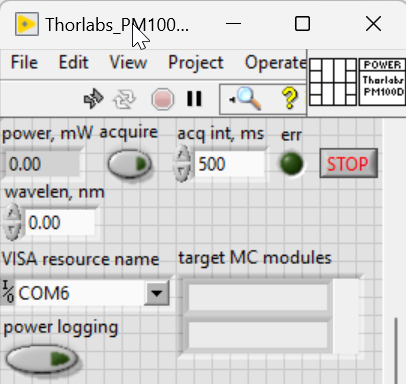 Thorlabs_PM100...
File Edit View Project Operate
POWER
Thorlabs
PM100D
power, mW acquire acq int, ms err
0.00 500 STOP
wavelen, nm
0.00
VISA resource name target MC modules
I/O COM6
power logging